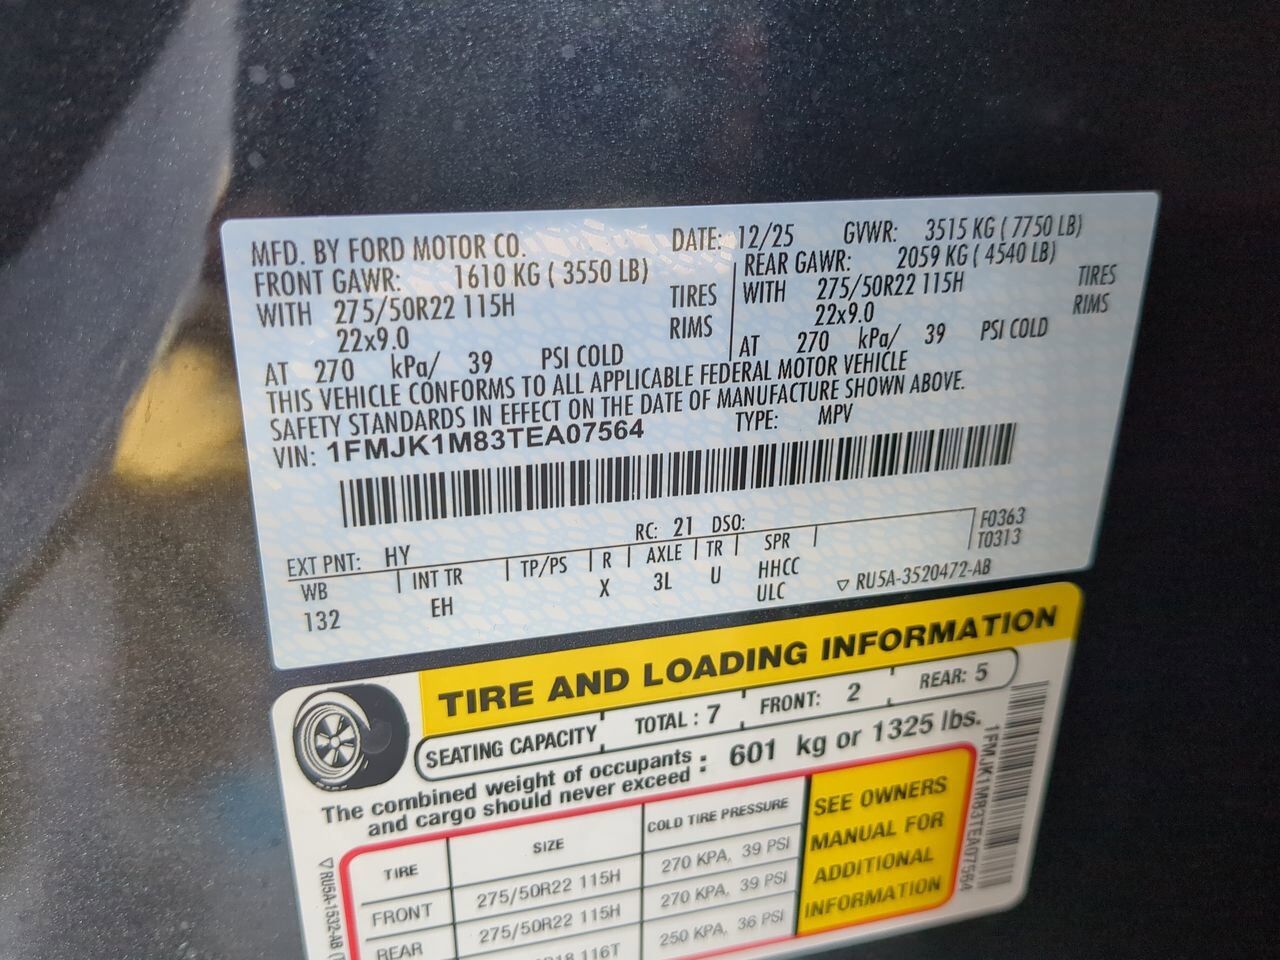 MFD. BY FORD MOTOR CO. DATE: 12/25 GVWR: 3515 KG ( 7750 LB)
FRONT GAWR: 1610 KG ( 3550 LB) REAR GAWR: 2059 KG ( 4540 LB)
WITH 275/50R22 115H TIRES WITH 275/50R22 115H TIRES
22x9.0 RIMS 22x9.0 RIMS
AT 270 kPa/ 39 PSI COLD AT 270 kPa/ 39 PSI COLD
THIS VEHICLE CONFORMS TO ALL APPLICABLE FEDERAL MOTOR VEHICLE
SAFETY STANDARDS IN EFFECT ON THE DATE OF MANUFACTURE SHOWN ABOVE.
VIN: 1FMJK1M83TEA07564 TYPE: MPV
EXT PNT: HY RC: 21 DSO: F0363
WB INT TR TP/PS R AXLE TR SPR T0313
132 EH X 3L U HHCC
ULC ▽ RU5A-3520472-AB
TIRE AND LOADING INFORMATION
SEATING CAPACITY TOTAL : 7 FRONT: 2 REAR: 5
The combined weight of occupants
and cargo should never exceed : 601 kg or 1325 lbs.
TIRE SIZE COLD TIRE PRESSURE
FRONT 275/50R22 115H 270 KPA, 39 PSI
REAR 275/50R22 115H 270 KPA, 39 PSI
116T 250 KPA, 36 PSI
SEE OWNERS
MANUAL FOR
ADDITIONAL
INFORMATION
1FMJK1M83TEA07564
▽ RU5A-1532-AB